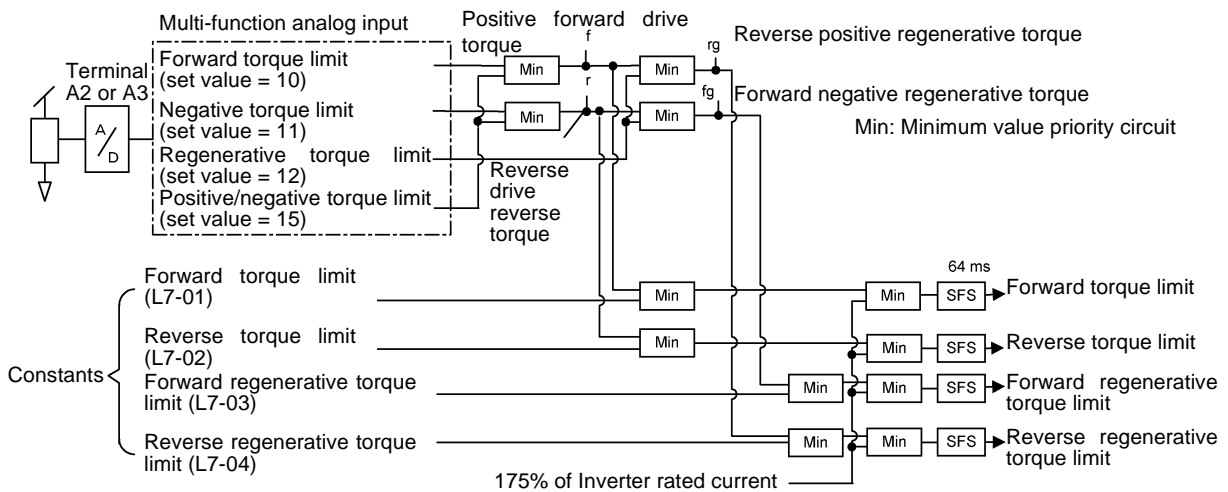 Multi-function analog input
Positive forward drive
torque
f
rg
Reverse positive regenerative torque
Terminal
A2 or A3
Forward torque limit
(set value = 10)
Min
Min
r
fg
Forward negative regenerative torque
Negative torque limit
(set value = 11)
Min
Min
Min: Minimum value priority circuit
A
/
D
Regenerative torque limit
(set value = 12)
Reverse
drive
reverse
torque
Positive/negative torque limit
(set value = 15)
64 ms
Forward torque limit
(L7-01)
Min
Min
SFS
Forward torque limit
Reverse torque limit
(L7-02)
Min
Min
SFS
Reverse torque limit
Constants
Forward regenerative torque
limit (L7-03)
Min
Min
SFS
Forward regenerative
torque limit
Reverse regenerative torque
limit (L7-04)
Min
Min
SFS
Reverse regenerative
torque limit
175% of Inverter rated current